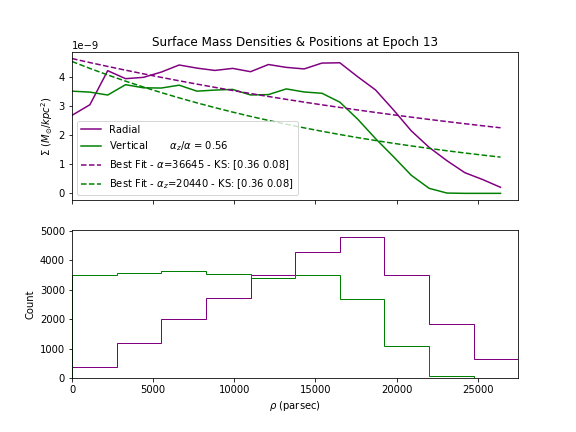 Surface Mass Densities & Positions at Epoch 13
1e−9
4
3
2
1
0
Σ (M⊙/kpc²)
Radial
Vertical αz/α = 0.56
Best Fit - α=36645 - KS: [0.36 0.08]
Best Fit - αz=20440 - KS: [0.36 0.08]
5000
4000
3000
2000
1000
0
Count
0 5000 10000 15000 20000 25000
ρ (parsec)